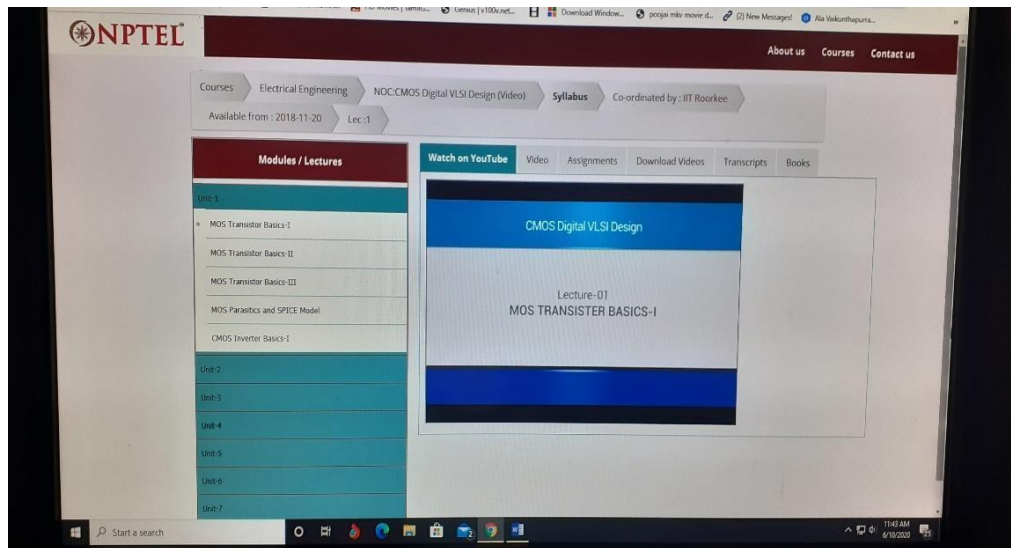 Download Window...
poojai mkv movie d...
(2) New Messages!
Ala Vaikunthapurra...
NPTEL
About us Courses Contact us
Courses Electrical Engineering NOC:CMOS Digital VLSI Design (Video) Syllabus Co-ordinated by : IIT Roorkee
Available from : 2018-11-20 Lec :1
Modules / Lectures
Watch on YouTube Video Assignments Download Videos Transcripts Books
Unit-1
MOS Transistor Basics-I
MOS Transistor Basics-II
MOS Transistor Basics-III
MOS Parasitics and SPICE Model
CMOS Inverter Basics-I
Unit-2
Unit-3
Unit-4
Unit-5
Unit-6
Unit-7
CMOS Digital VLSI Design
Lecture-01
MOS TRANSISTER BASICS-I
Start a search
11:43 AM
6/10/2020